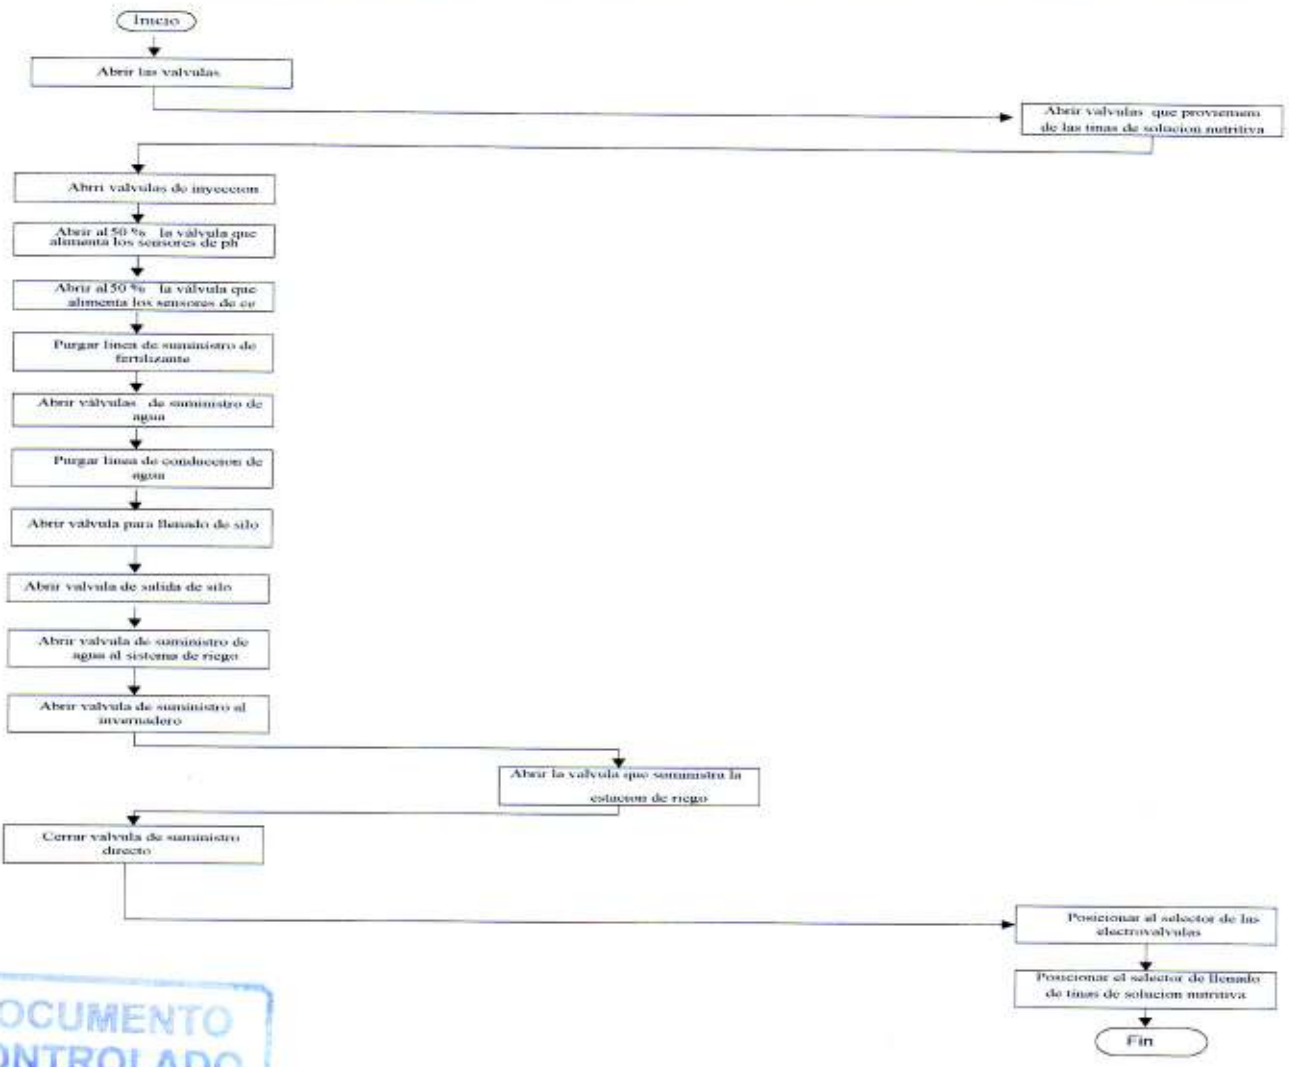 Inicio
Abrir las valvulas
Abrir valvulas que provienen
de las tinas de solucion nutritiva
Abrri valvulas de inyeccion
Abrir al 50 % la válvula que
alimenta los sensores de ph
Abrir al 50 % la válvula que
alimenta los sensores de ce
Purgar linea de suministro de
fertilizante
Abrir válvulas de suministro de
agua
Purgar linea de conduccion de
agua
Abrir válvula para llenado de silo
Abrir valvula de salida de silo
Abrir valvula de suministro de
agua al sistema de riego
Abrir valvula de suministro al
invernadero
Abrir la valvula que suministra la
estacion de riego
Cerrar valvula de suministro
directo
Posicionar el selector de las
electrovalvulas
Posicionar el selector de llenado
de tinas de solucion nutritiva
Fin
OCUMENTO
ONTROLADO